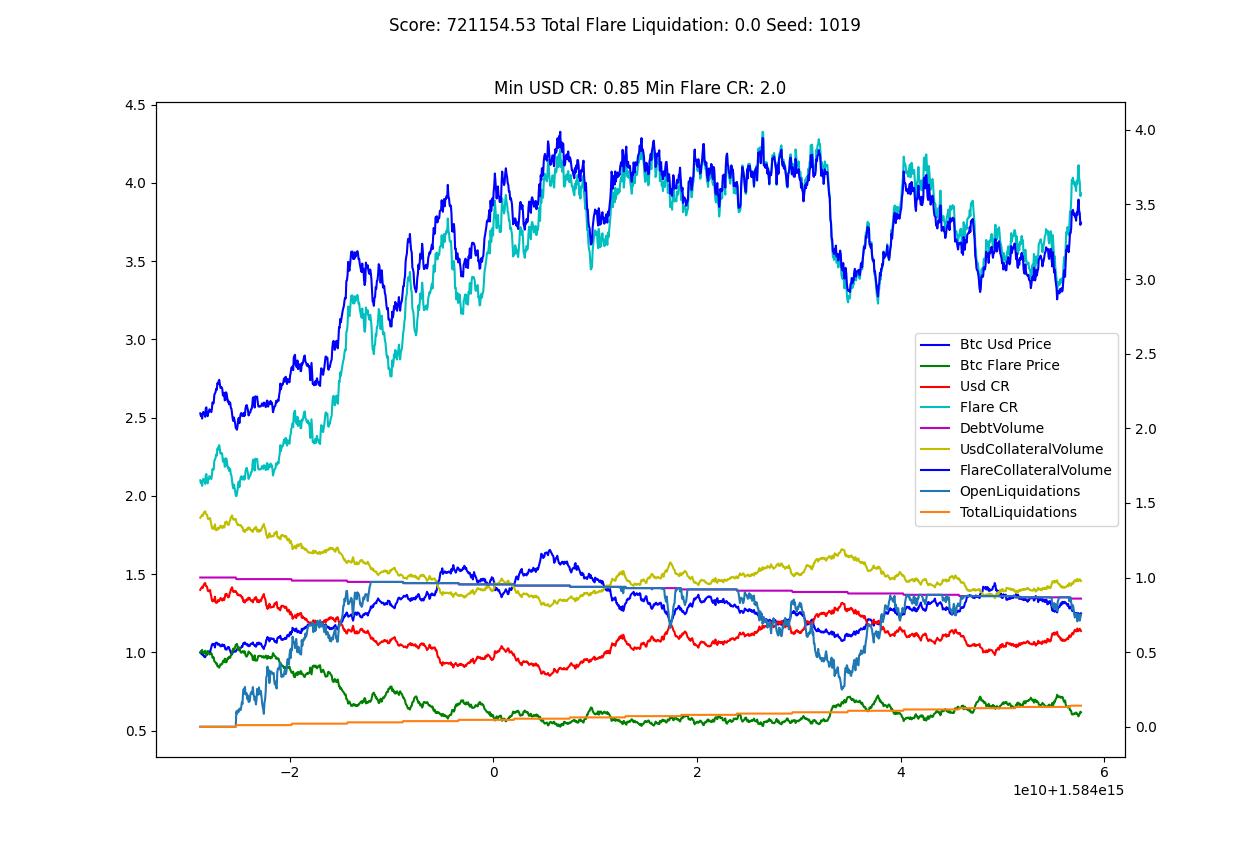 Score: 721154.53 Total Flare Liquidation: 0.0 Seed: 1019
Min USD CR: 0.85 Min Flare CR: 2.0
4.5
4.0
3.5
3.0
2.5
2.0
1.5
1.0
0.5
4.0
3.5
3.0
2.5
2.0
1.5
1.0
0.5
0.0
Btc Usd Price
Btc Flare Price
Usd CR
Flare CR
DebtVolume
UsdCollateralVolume
FlareCollateralVolume
OpenLiquidations
TotalLiquidations
−2 0 2 4 6
1e10+1.584e15